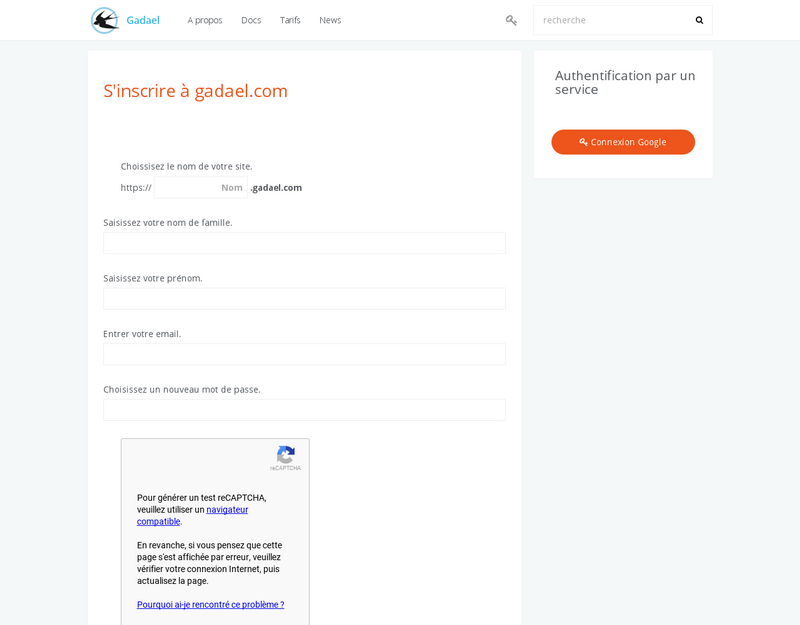 Gadael
A propos
Docs
Tarifs
News
recherche
S'inscrire à gadael.com
Choissisez le nom de votre site.
https:// Nom .gadael.com
Saisissez votre nom de famille.
Saisissez votre prénom.
Entrer votre email.
Choisissez un nouveau mot de passe.
reCAPTCHA
Pour générer un test reCAPTCHA,
veuillez utiliser un navigateur
compatible.
En revanche, si vous pensez que cette
page s'est affichée par erreur, veuillez
vérifier votre connexion Internet, puis
actualisez la page.
Pourquoi ai-je rencontré ce problème ?
Authentification par un
service
Connexion Google